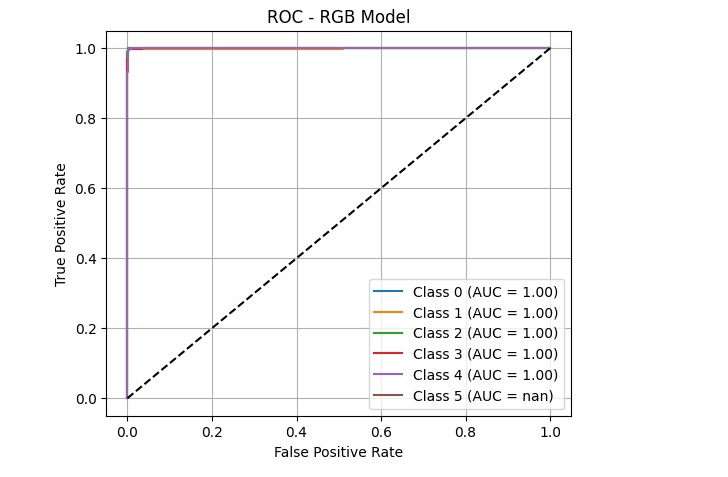 ROC - RGB Model
True Positive Rate
1.0
0.8
0.6
0.4
0.2
0.0
Class 0 (AUC = 1.00)
Class 1 (AUC = 1.00)
Class 2 (AUC = 1.00)
Class 3 (AUC = 1.00)
Class 4 (AUC = 1.00)
Class 5 (AUC = nan)
0.0 0.2 0.4 0.6 0.8 1.0
False Positive Rate